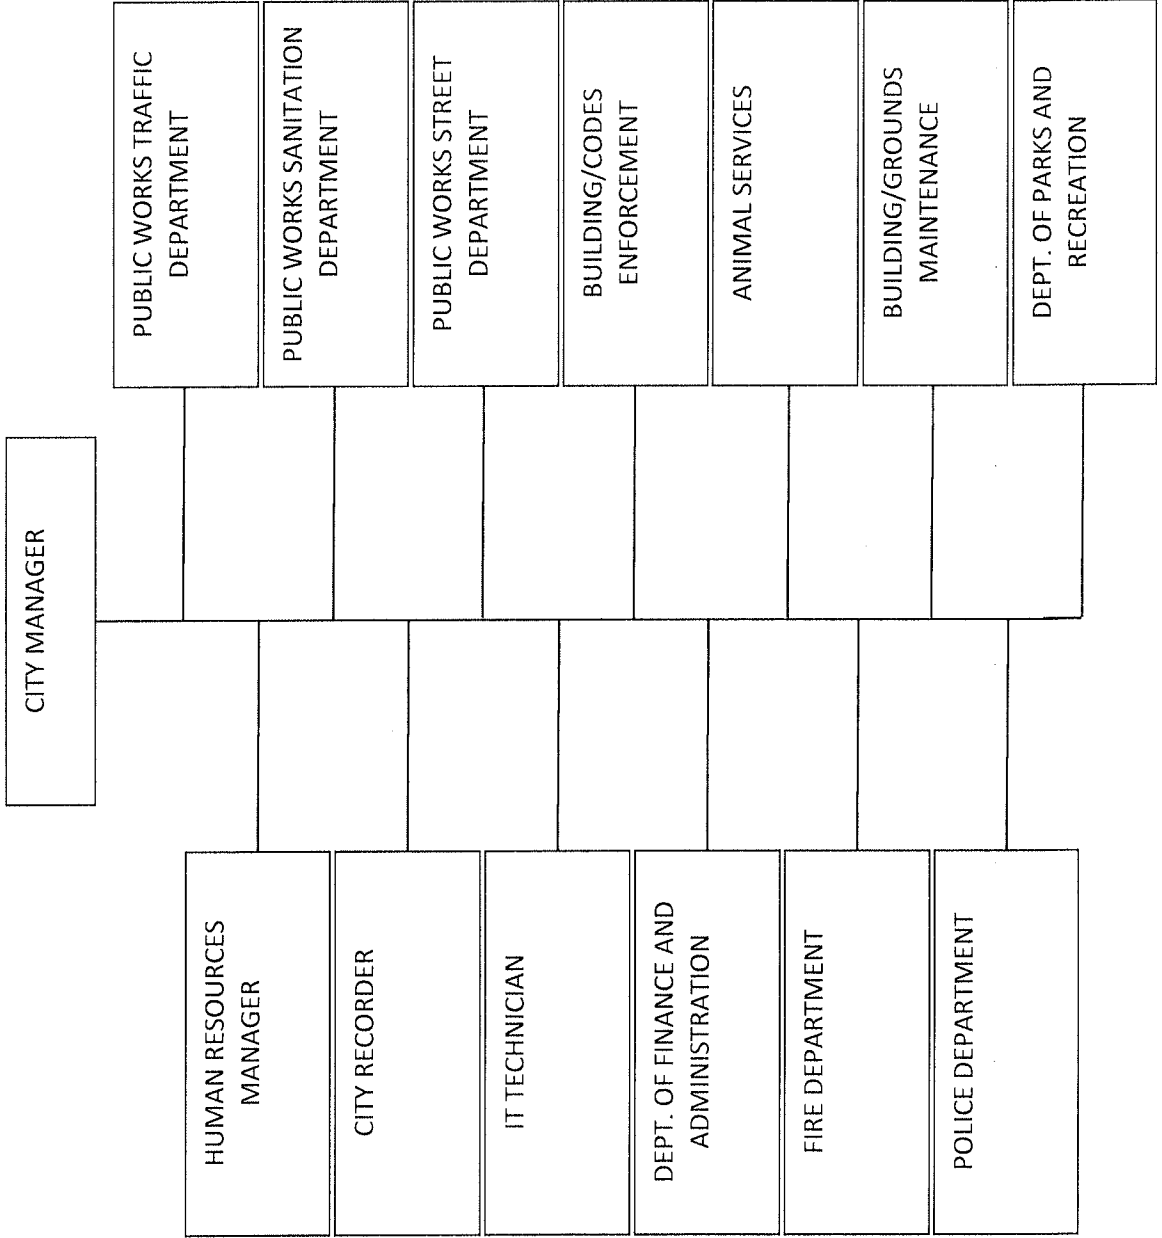 CITY MANAGER
HUMAN RESOURCES
MANAGER
CITY RECORDER
IT TECHNICIAN
DEPT. OF FINANCE AND
ADMINISTRATION
FIRE DEPARTMENT
POLICE DEPARTMENT
PUBLIC WORKS TRAFFIC
DEPARTMENT
PUBLIC WORKS SANITATION
DEPARTMENT
PUBLIC WORKS STREET
DEPARTMENT
BUILDING/CODES
ENFORCEMENT
ANIMAL SERVICES
BUILDING/GROUNDS
MAINTENANCE
DEPT. OF PARKS AND
RECREATION